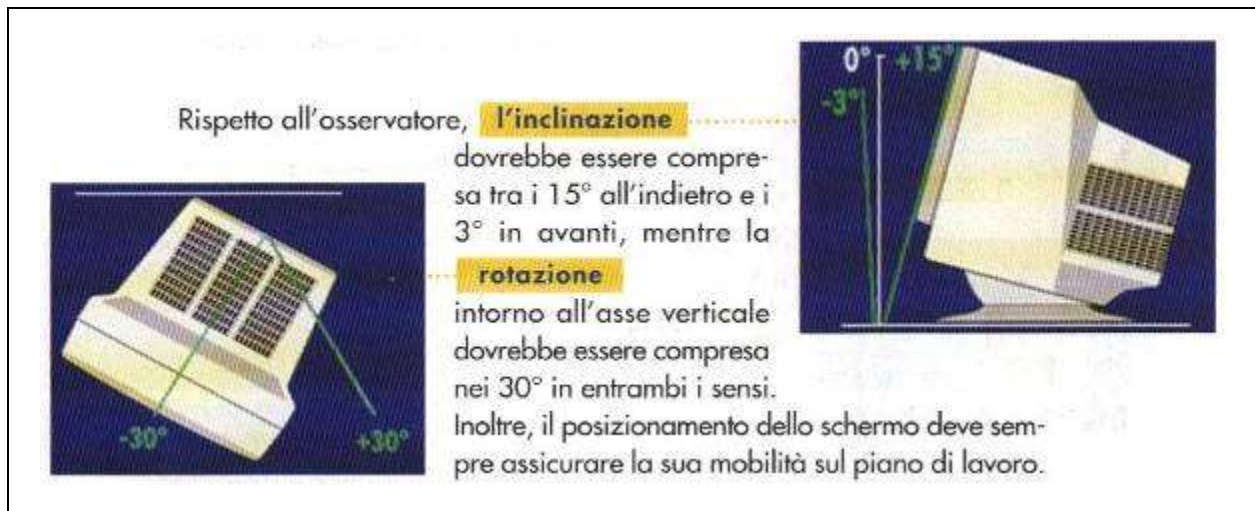 Rispetto all'osservatore, l'inclinazione
dovrebbe essere compre-
sa tra i 15° all'indietro e i
3° in avanti, mentre la
rotazione
intorno all'asse verticale
dovrebbe essere compresa
nei 30° in entrambi i sensi.
Inoltre, il posizionamento dello schermo deve sem-
pre assicurare la sua mobilità sul piano di lavoro.
0° +15°
-3°
-30° +30°